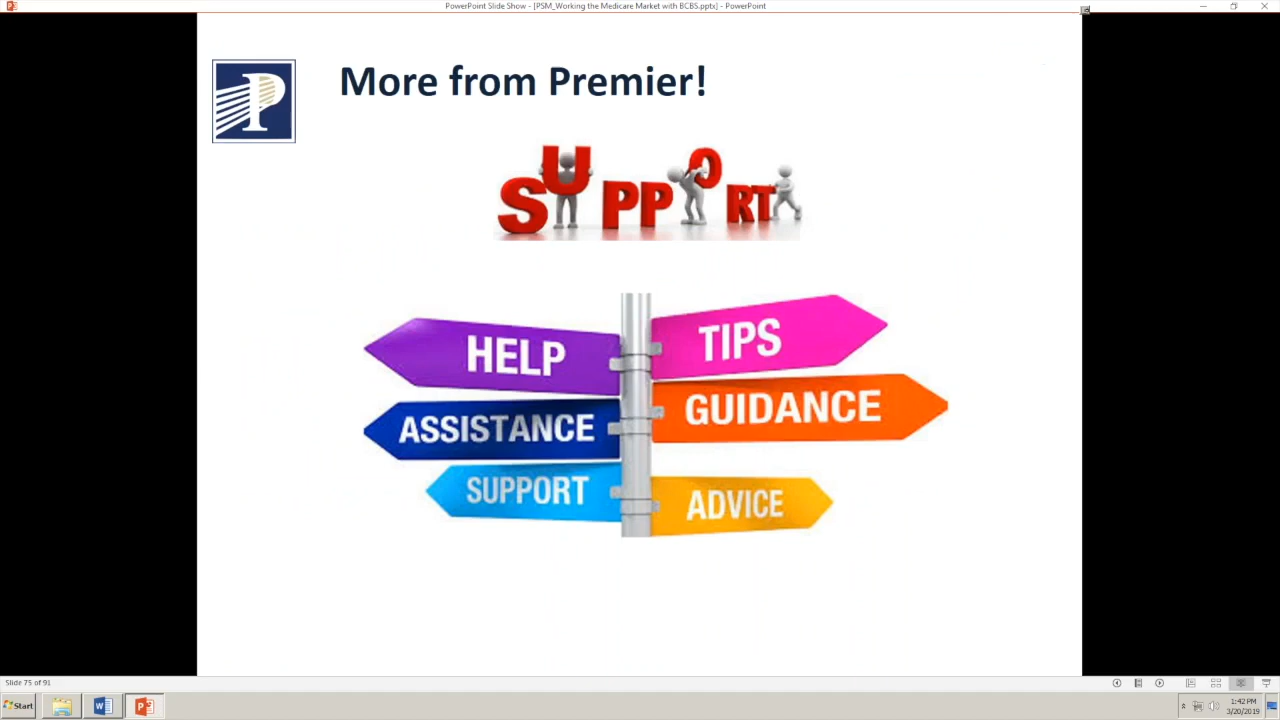 PowerPoint Slide Show - [PSM_Working the Medicare Market with BCBS.pptx] - PowerPoint
P
More from Premier!
SUPPORT
HELP
TIPS
ASSISTANCE
GUIDANCE
SUPPORT
ADVICE
Slide 75 of 91
Start
1:42 PM
3/20/2019